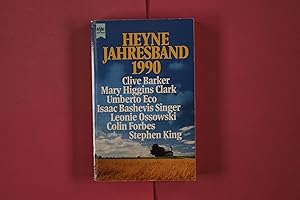 HEYNE
JAHRESBAND
1990
Clive Barker
Mary Higgins Clark
Umberto Eco
Isaac Bashevis Singer
Leonie Ossowski
Colin Forbes
Stephen King